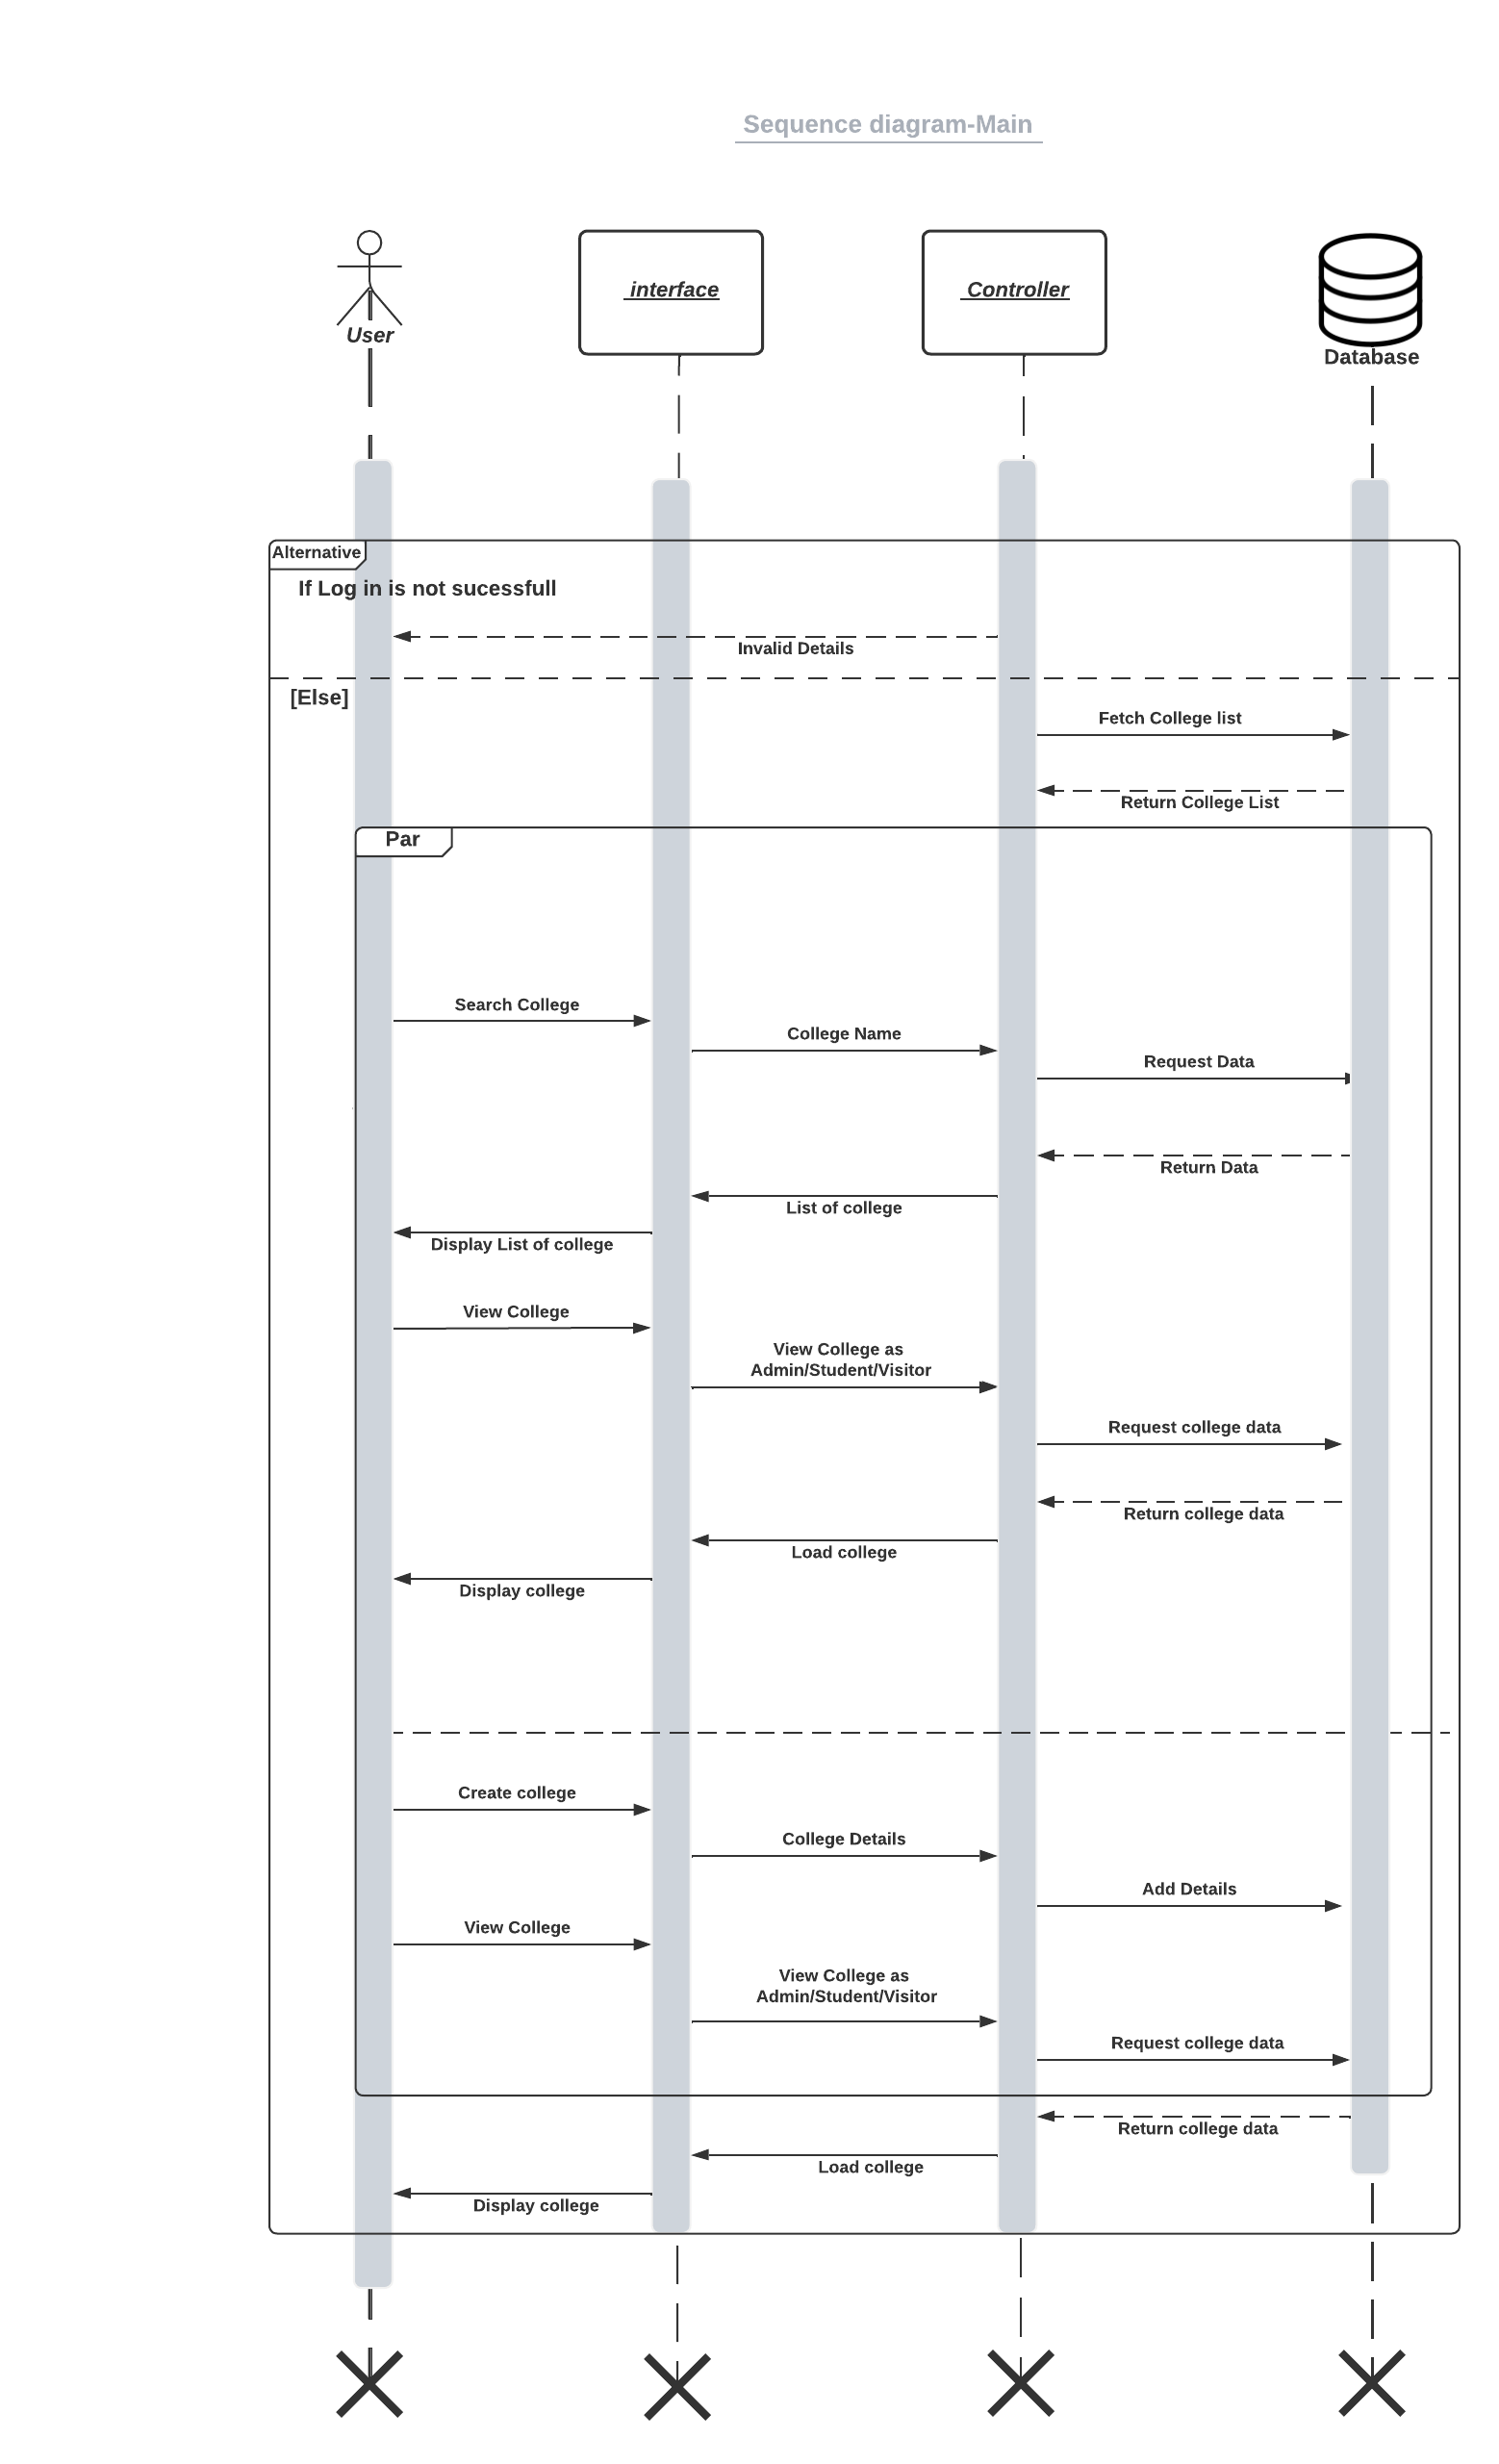 Sequence diagram-Main
User
interface
Controller
Database
Alternative
If Log in is not sucessfull
Invalid Details
[Else]
Fetch College list
Return College List
Par
Search College
College Name
Request Data
Return Data
List of college
Display List of college
View College
View College as
Admin/Student/Visitor
Request college data
Return college data
Load college
Display college
Create college
College Details
Add Details
View College
View College as
Admin/Student/Visitor
Request college data
Return college data
Load college
Display college